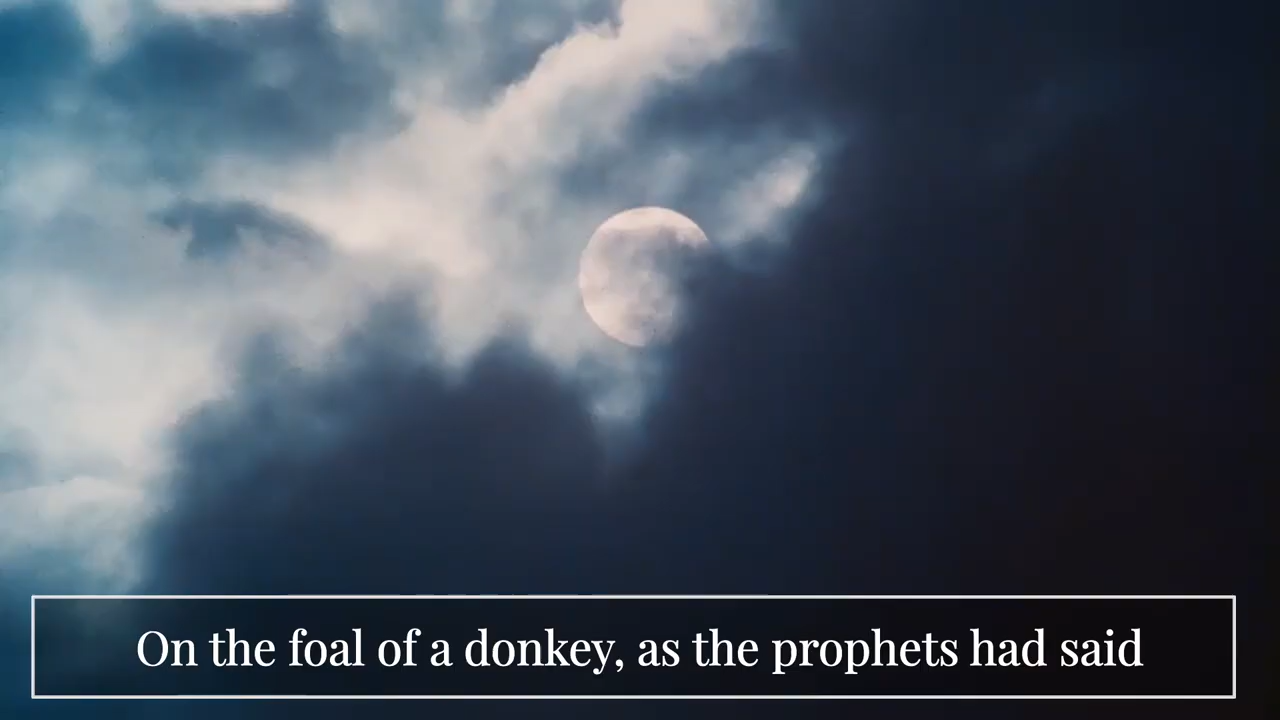 On the foal of a donkey, as the prophets had said